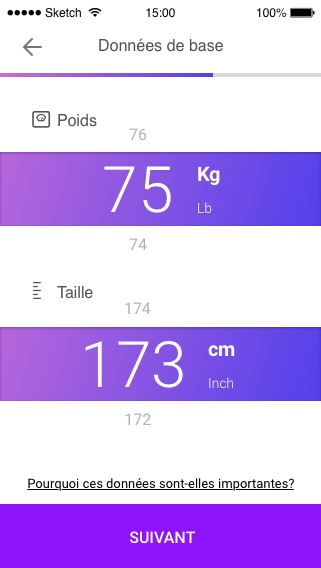 Sketch 15:00 100%
Données de base
Poids
76
75 Kg
Lb
74
Taille
174
173 cm
Inch
172
Pourquoi ces données sont-elles importantes?
SUIVANT